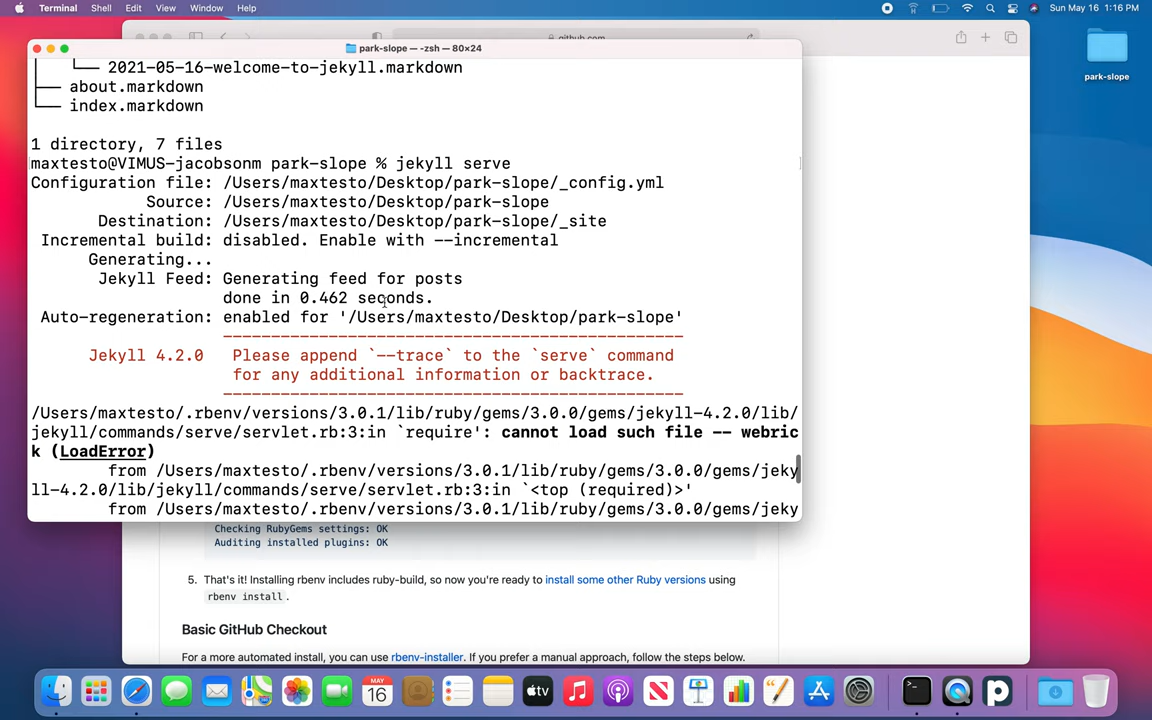 Terminal Shell Edit View Window Help Sun May 16 1:16 PM
github.com
park-slope — -zsh — 80×24
park-slope
└── 2021-05-16-welcome-to-jekyll.markdown
├── about.markdown
└── index.markdown
1 directory, 7 files
maxtesto@VIMUS-jacobsonm park-slope % jekyll serve
Configuration file: /Users/maxtesto/Desktop/park-slope/_config.yml
Source: /Users/maxtesto/Desktop/park-slope
Destination: /Users/maxtesto/Desktop/park-slope/_site
Incremental build: disabled. Enable with --incremental
Generating...
Jekyll Feed: Generating feed for posts
done in 0.462 seconds.
Auto-regeneration: enabled for '/Users/maxtesto/Desktop/park-slope'
------------------------------------------------
Jekyll 4.2.0 Please append `--trace` to the `serve` command
for any additional information or backtrace.
------------------------------------------------
/Users/maxtesto/.rbenv/versions/3.0.1/lib/ruby/gems/3.0.0/gems/jekyll-4.2.0/lib/
jekyll/commands/serve/servlet.rb:3:in `require': cannot load such file -- webric
k (LoadError)
from /Users/maxtesto/.rbenv/versions/3.0.1/lib/ruby/gems/3.0.0/gems/jeky
ll-4.2.0/lib/jekyll/commands/serve/servlet.rb:3:in `<top (required)>'
from /Users/maxtesto/.rbenv/versions/3.0.1/lib/ruby/gems/3.0.0/gems/jeky
Checking RubyGems settings: OK
Auditing installed plugins: OK
5. That's it! Installing rbenv includes ruby-build, so now you're ready to install some other Ruby versions using
rbenv install .
Basic GitHub Checkout
For a more automated install, you can use rbenv-installer. If you prefer a manual approach, follow the steps below.
MAY
16
tv